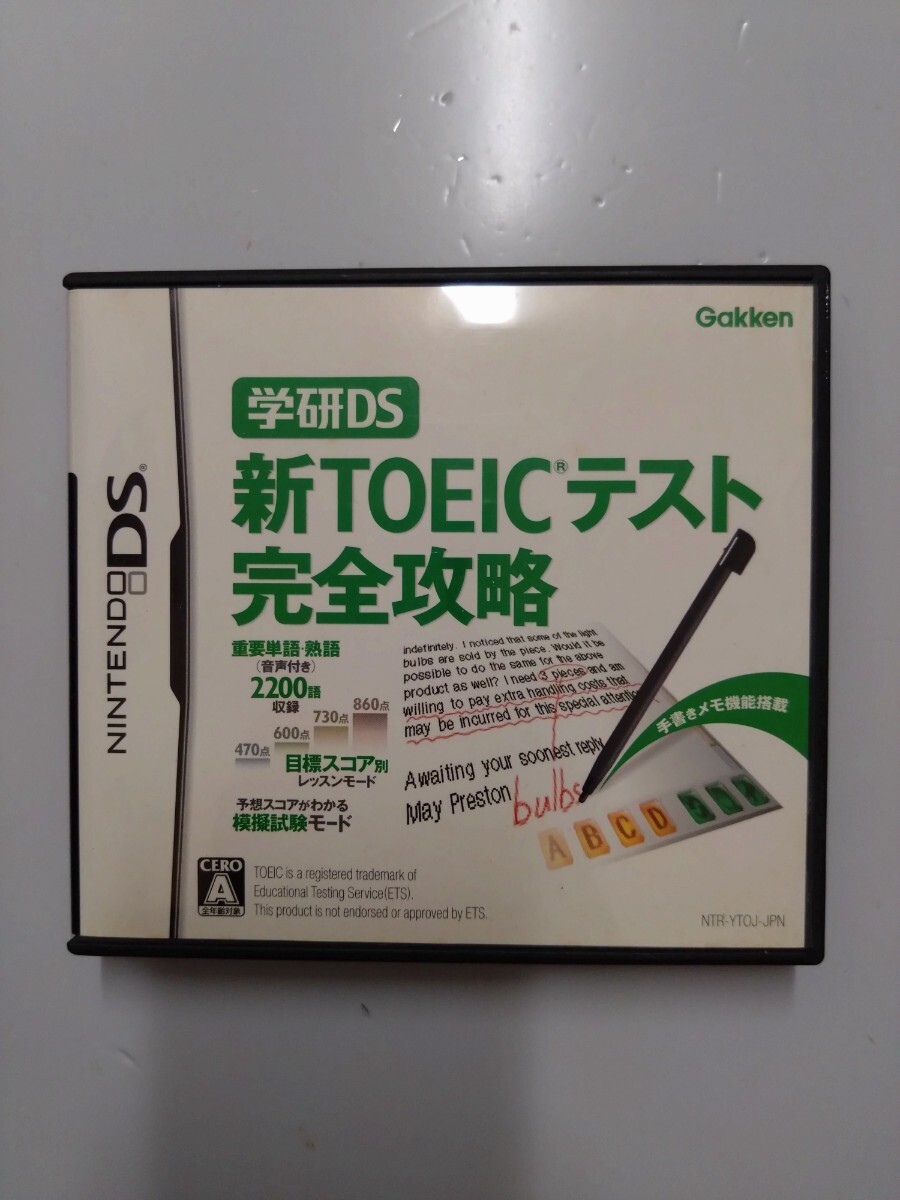 Gakken
NINTENDO DS®
学研DS
新TOEIC®テスト
完全攻略
重要単語・熟語
(音声付き)
2200語
収録
470点
600点
730点
860点
目標スコア別
レッスンモード
予想スコアがわかる
模擬試験モード
indefinitely. I noticed that some of the light
bulbs are sold by the piece. Would it be
possible to do the same for the above
product as well? I need 3 pieces and am
willing to pay extra handling costs that
may be incurred for this special attention
Awaiting your soonest reply
May Preston
bulbs
手書きメモ機能搭載
A B C D
CERO
A
全年齢対象
TOEIC is a registered trademark of
Educational Testing Service(ETS).
This product is not endorsed or approved by ETS.
NTR-YTOJ-JPN